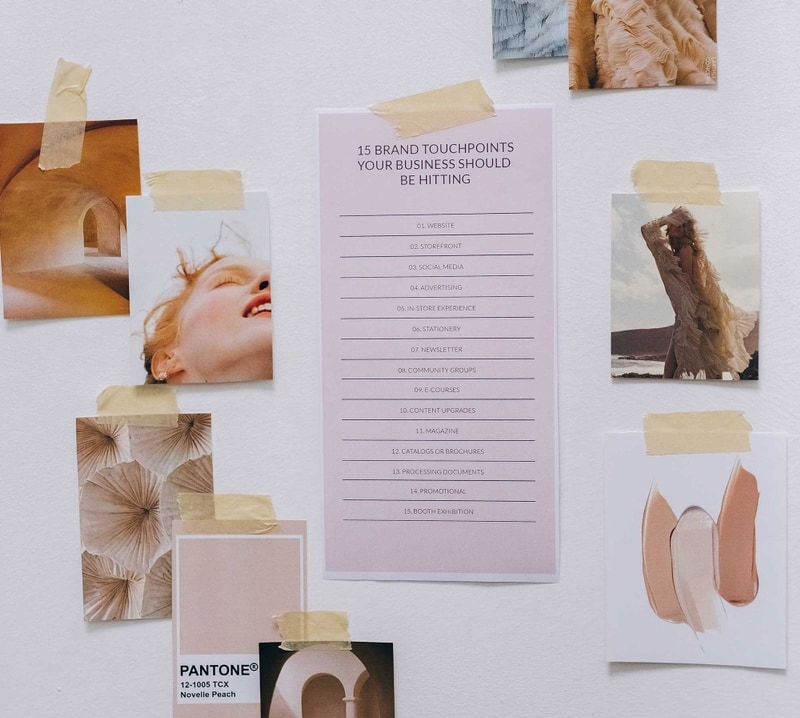 15 BRAND TOUCHPOINTS
YOUR BUSINESS SHOULD
BE HITTING
01. WEBSITE
02. STOREFRONT
03. SOCIAL MEDIA
04. ADVERTISING
05. IN-STORE EXPERIENCE
06. STATIONERY
07. NEWSLETTER
08. COMMUNITY GROUPS
09. E-COURSES
10. CONTENT UPGRADES
11. MAGAZINE
12. CATALOGS OR BROCHURES
13. PROCESSING DOCUMENTS
14. PROMOTIONAL
15. BOOTH EXHIBITION
PANTONE®
12-1005 TCX
Novelle Peach